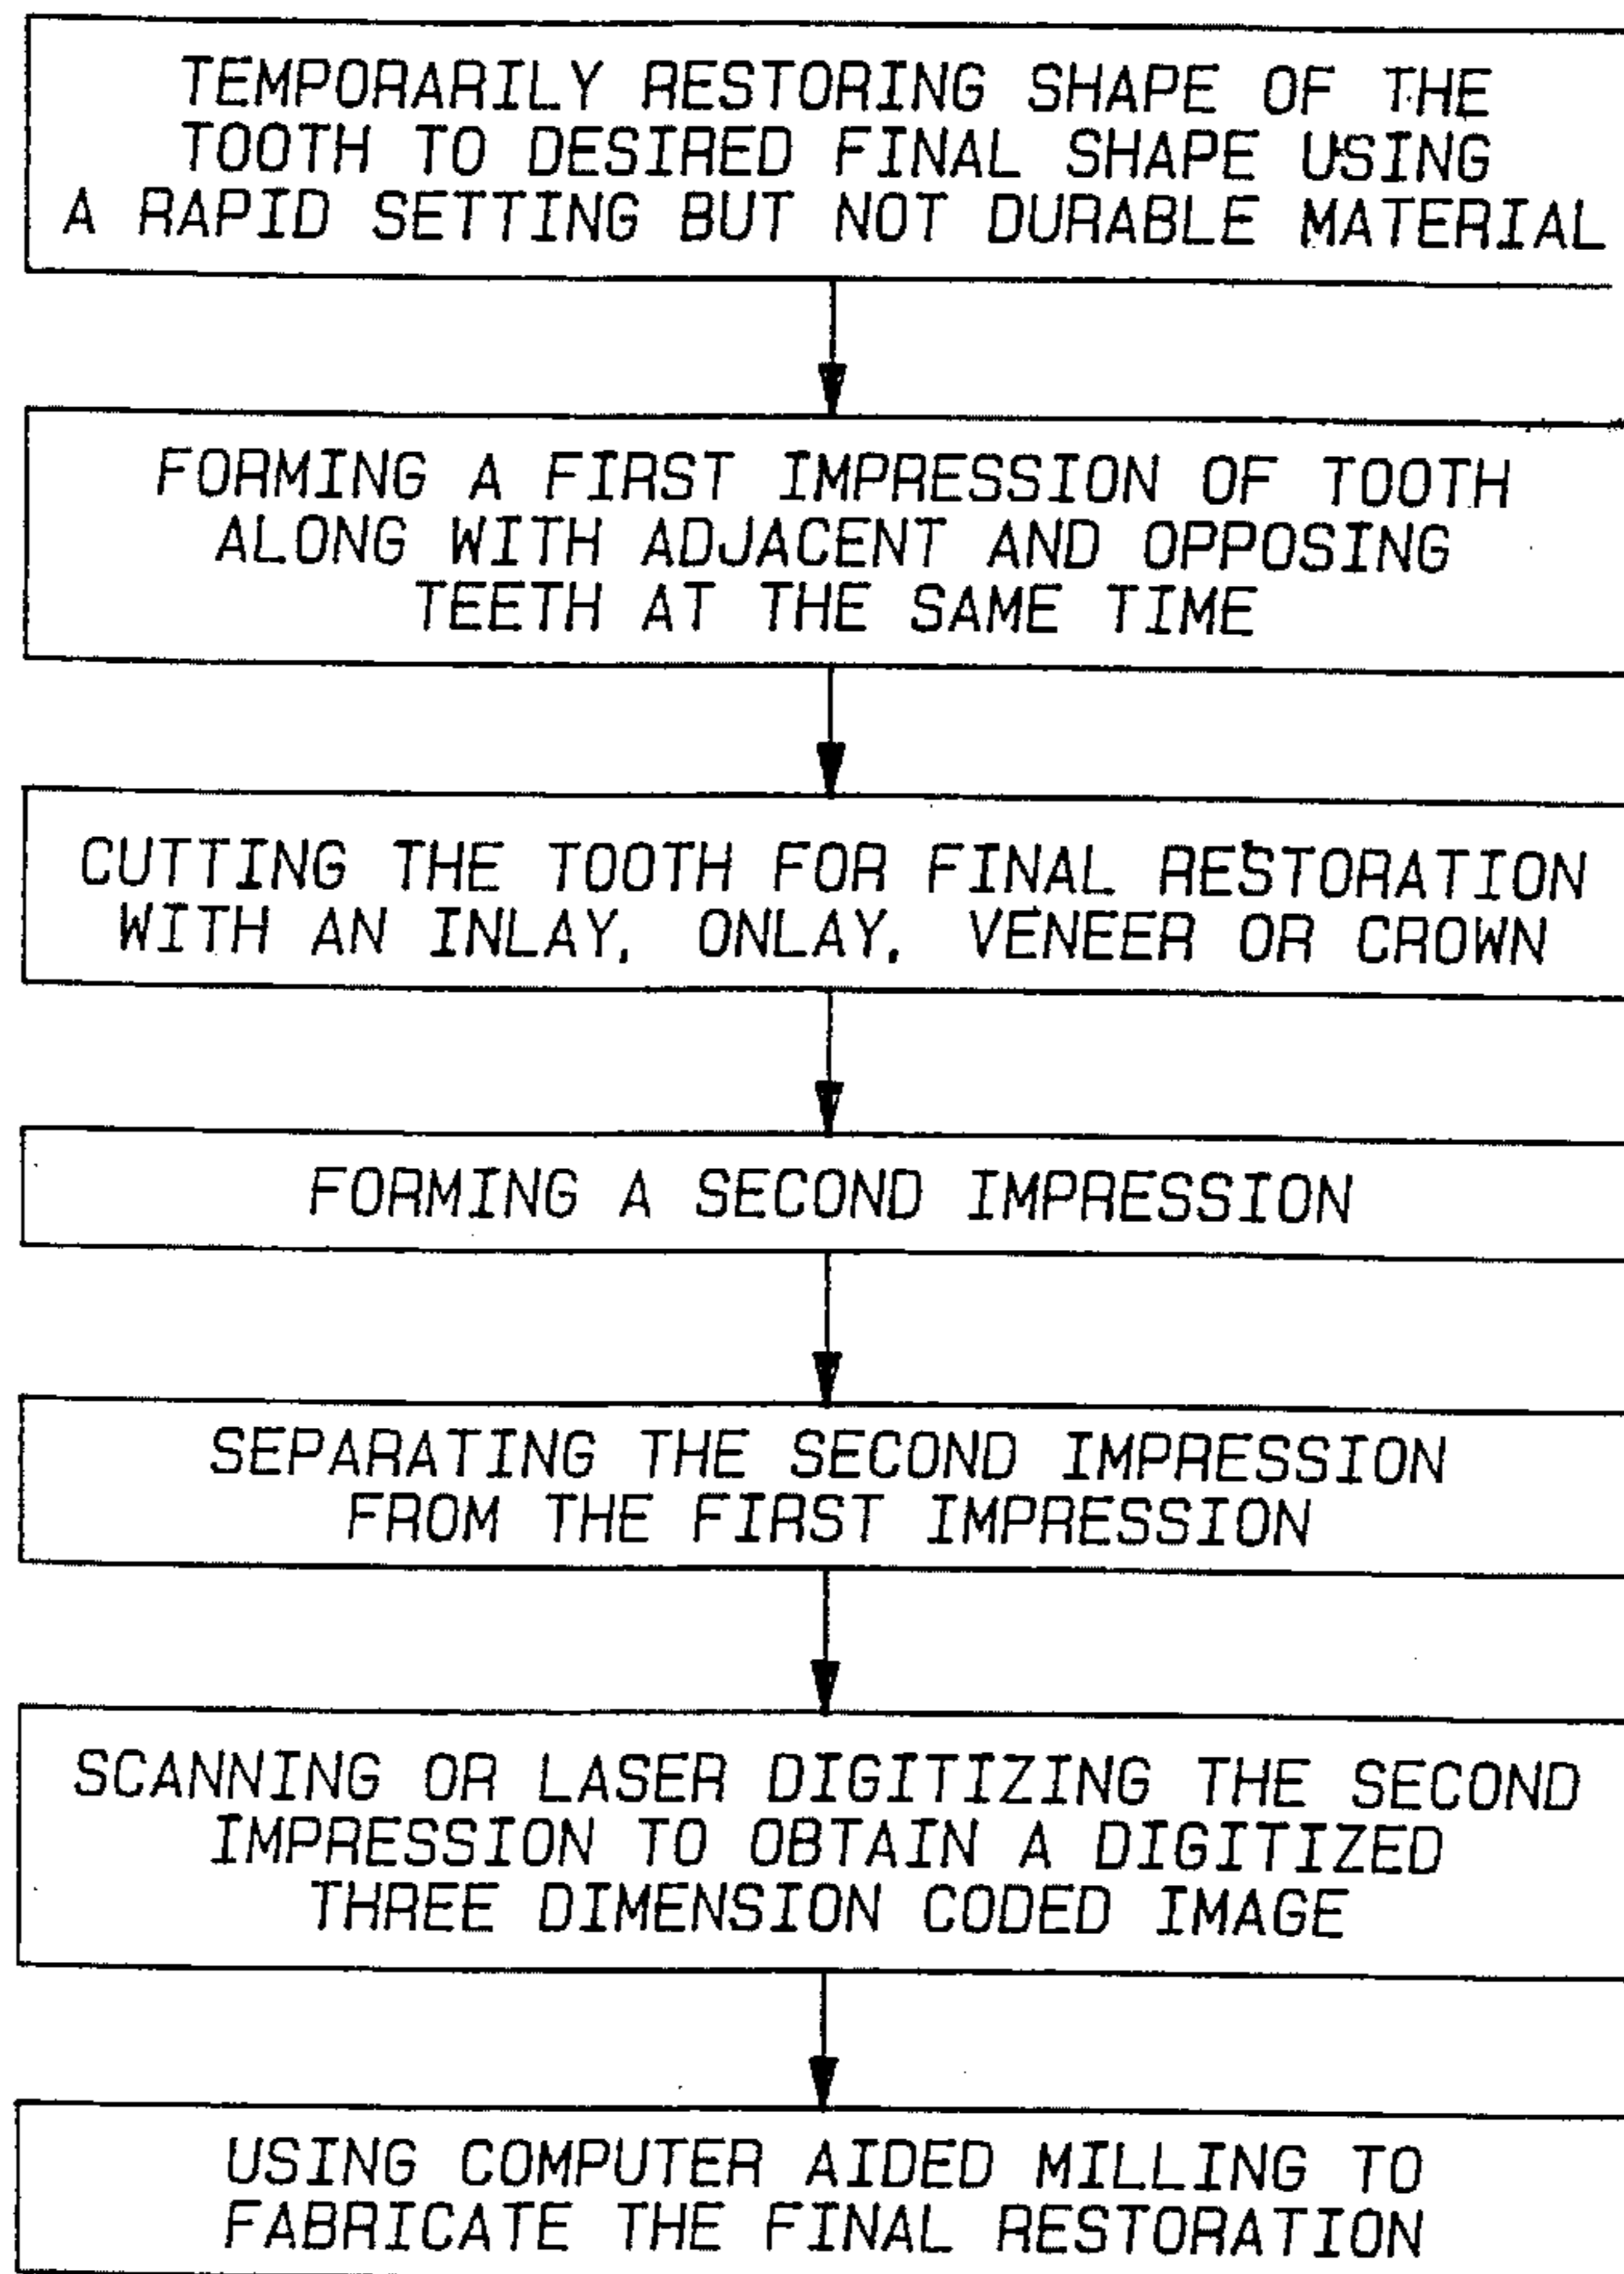 TEMPORARILY RESTORING SHAPE OF THE
TOOTH TO DESIRED FINAL SHAPE USING
A RAPID SETTING BUT NOT DURABLE MATERIAL
FORMING A FIRST IMPRESSION OF TOOTH
ALONG WITH ADJACENT AND OPPOSING
TEETH AT THE SAME TIME
CUTTING THE TOOTH FOR FINAL RESTORATION
WITH AN INLAY, ONLAY, VENEER OR CROWN
FORMING A SECOND IMPRESSION
SEPARATING THE SECOND IMPRESSION
FROM THE FIRST IMPRESSION
SCANNING OR LASER DIGITIZING THE SECOND
IMPRESSION TO OBTAIN A DIGITIZED
THREE DIMENSION CODED IMAGE
USING COMPUTER AIDED MILLING TO
FABRICATE THE FINAL RESTORATION